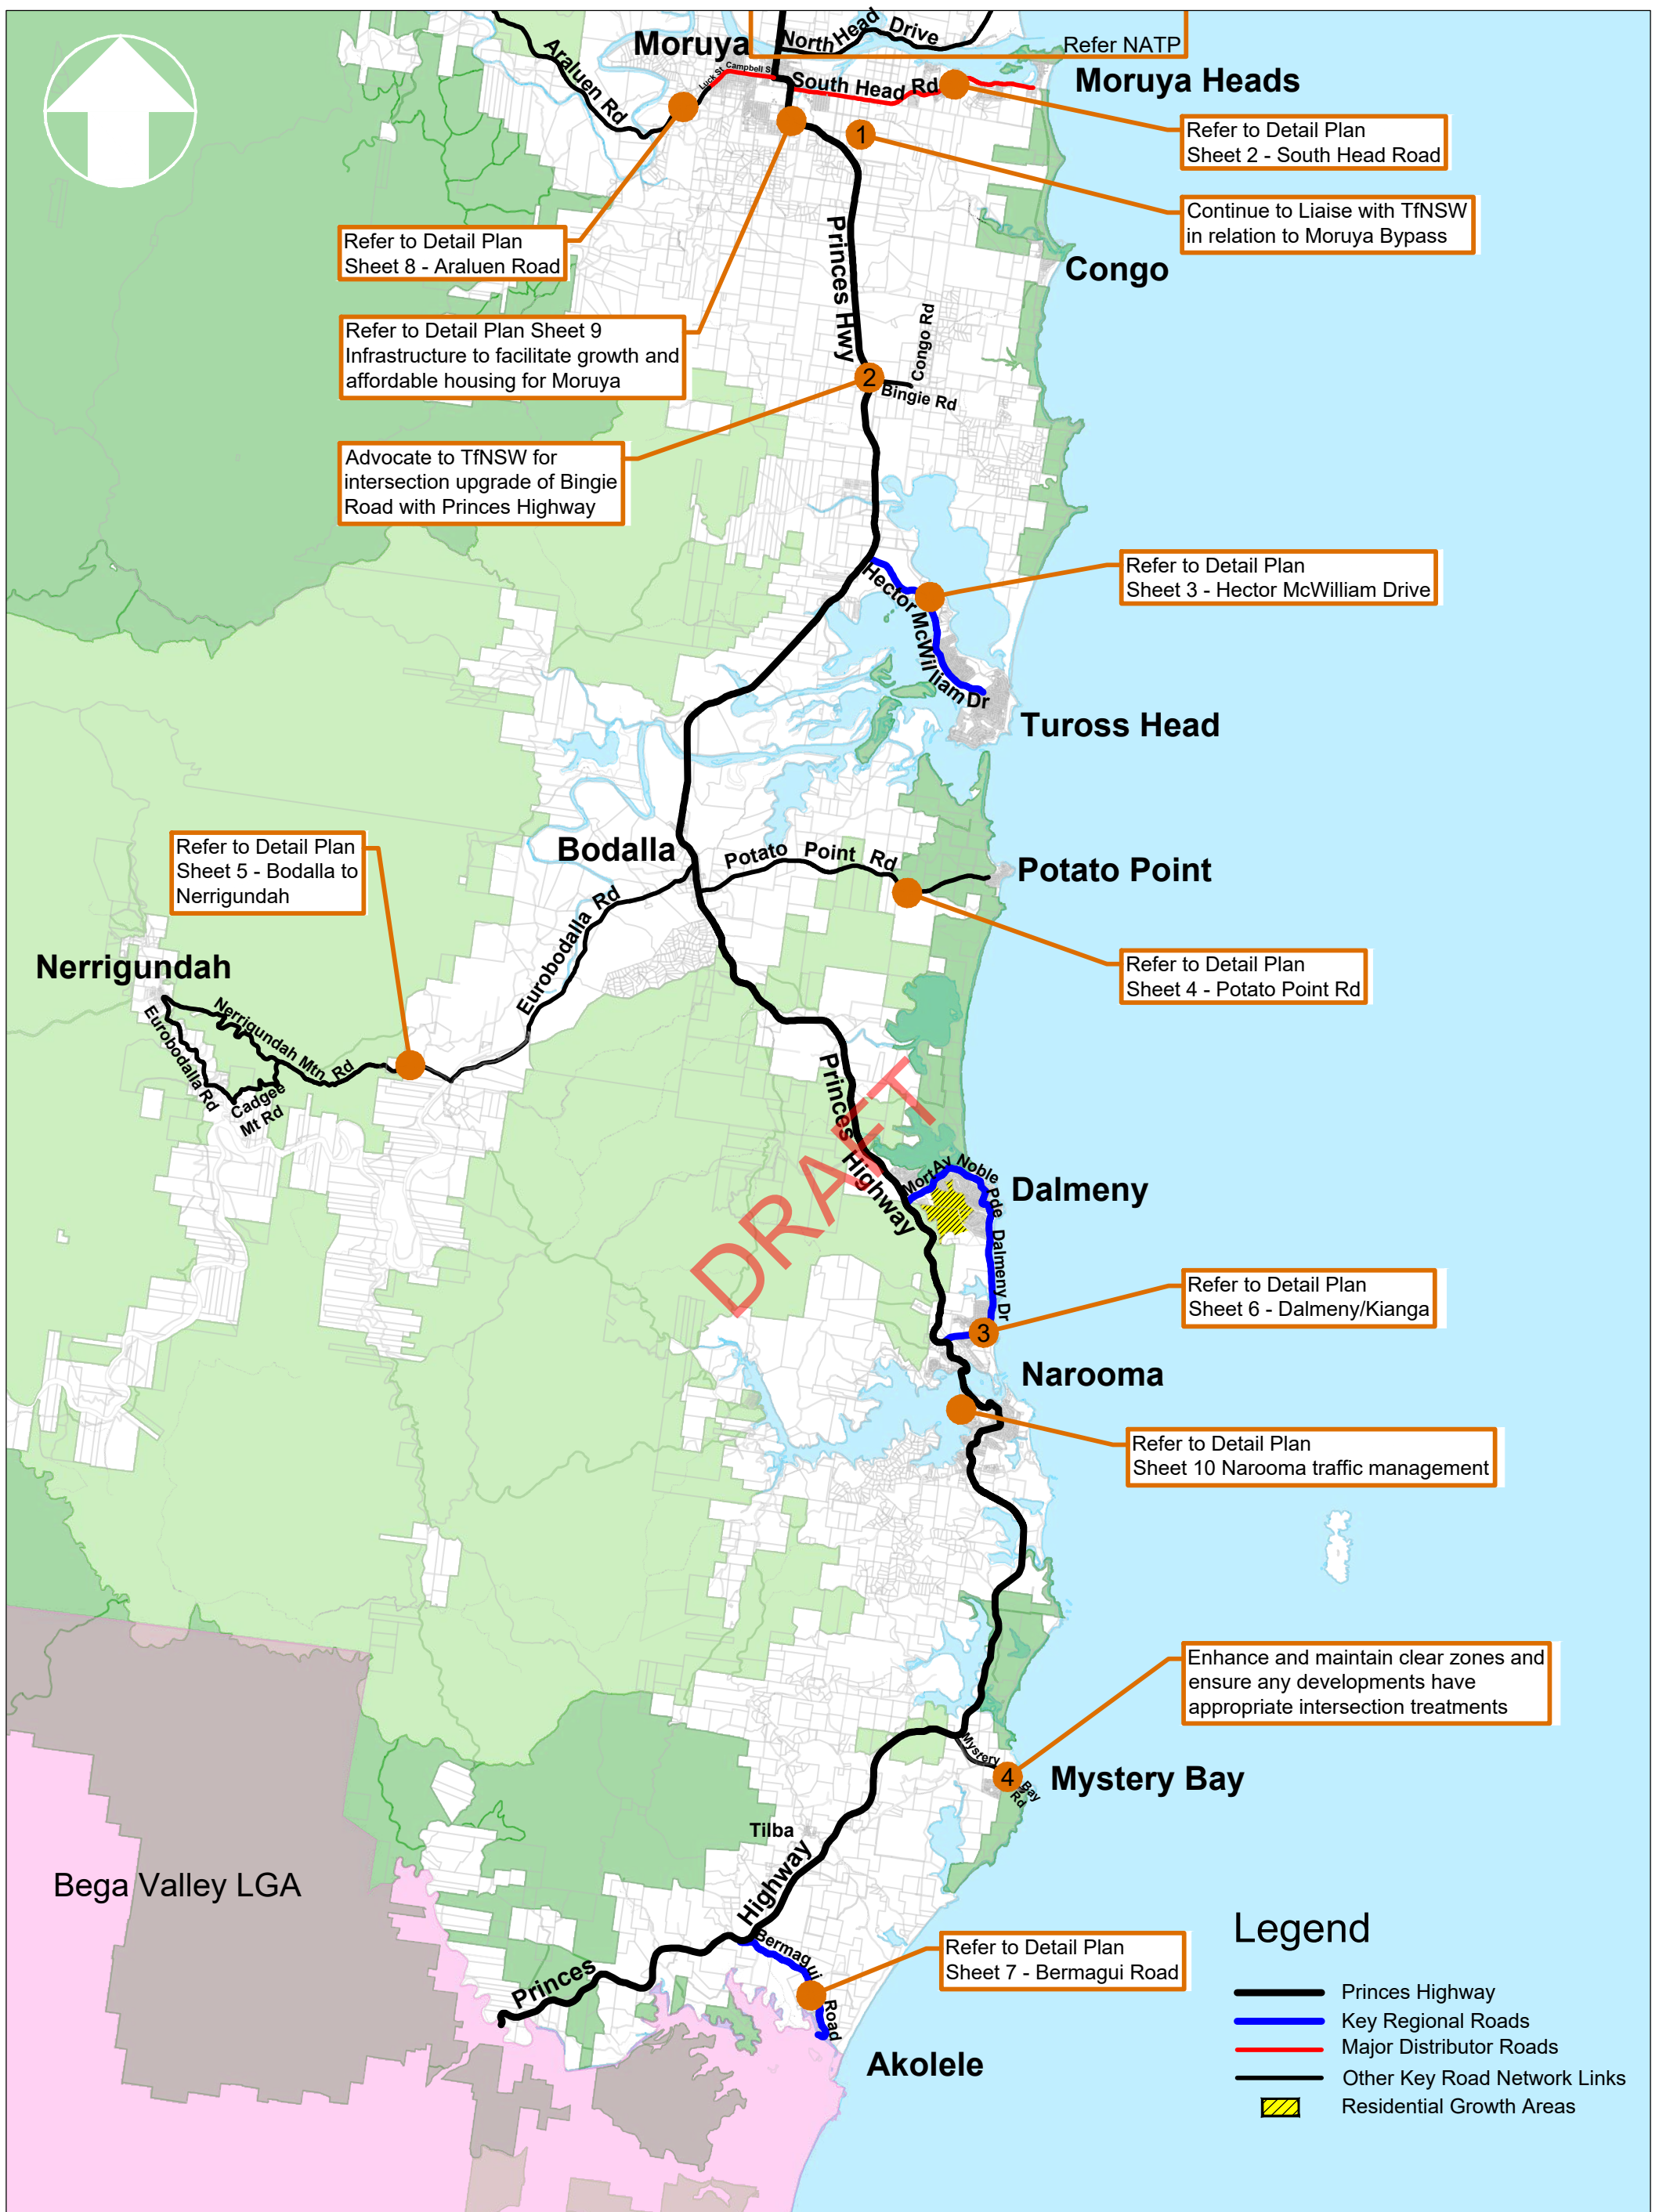 Moruya
North Head Drive
Refer NATP
Araluen Rd
Luck St
Campbell St
South Head Rd
Moruya Heads
Refer to Detail Plan
Sheet 2 - South Head Road
1
Continue to Liaise with TfNSW
in relation to Moruya Bypass
Refer to Detail Plan
Sheet 8 - Araluen Road
Princes Hwy
Congo
Refer to Detail Plan Sheet 9
Infrastructure to facilitate growth and
affordable housing for Moruya
Congo Rd
2
Bingie Rd
Advocate to TfNSW for
intersection upgrade of Bingie
Road with Princes Highway
Refer to Detail Plan
Sheet 3 - Hector McWilliam Drive
Hector McWilliam Dr
Tuross Head
Refer to Detail Plan
Sheet 5 - Bodalla to
Nerrigundah
Bodalla
Potato Point Rd
Potato Point
Eurobodalla Rd
Nerrigundah
Refer to Detail Plan
Sheet 4 - Potato Point Rd
Nerrigundah Mtn Rd
Eurobodalla Rd
Cadgee
Mt Rd
Princes Highway
DRAFT
Mort Av
Noble Pde
Dalmeny
Dalmeny Dr
Refer to Detail Plan
Sheet 6 - Dalmeny/Kianga
3
Narooma
Refer to Detail Plan
Sheet 10 Narooma traffic management
Enhance and maintain clear zones and
ensure any developments have
appropriate intersection treatments
Mystery Bay Rd
4
Mystery Bay
Tilba
Princes Highway
Bega Valley LGA
Bermagui Road
Refer to Detail Plan
Sheet 7 - Bermagui Road
Akolele
Legend
Princes Highway
Key Regional Roads
Major Distributor Roads
Other Key Road Network Links
Residential Growth Areas